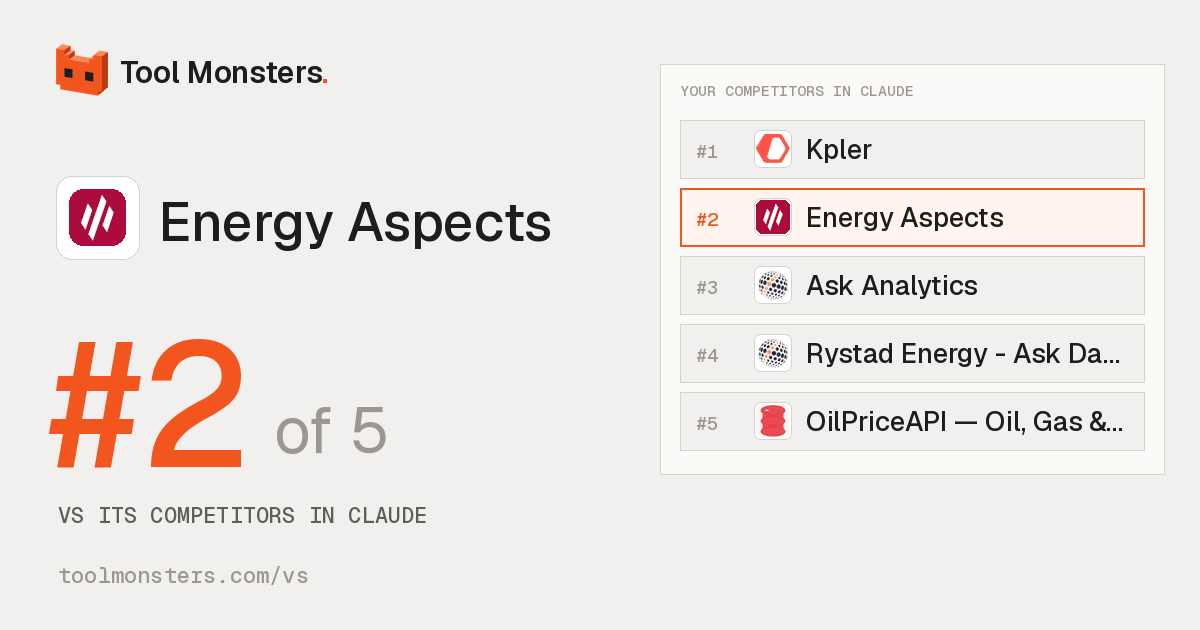 Tool Monsters.
Energy Aspects
#2 of 5
VS ITS COMPETITORS IN CLAUDE
toolmonsters.com/vs
YOUR COMPETITORS IN CLAUDE
#1 Kpler
#2 Energy Aspects
#3 Ask Analytics
#4 Rystad Energy - Ask Da...
#5 OilPriceAPI — Oil, Gas &...